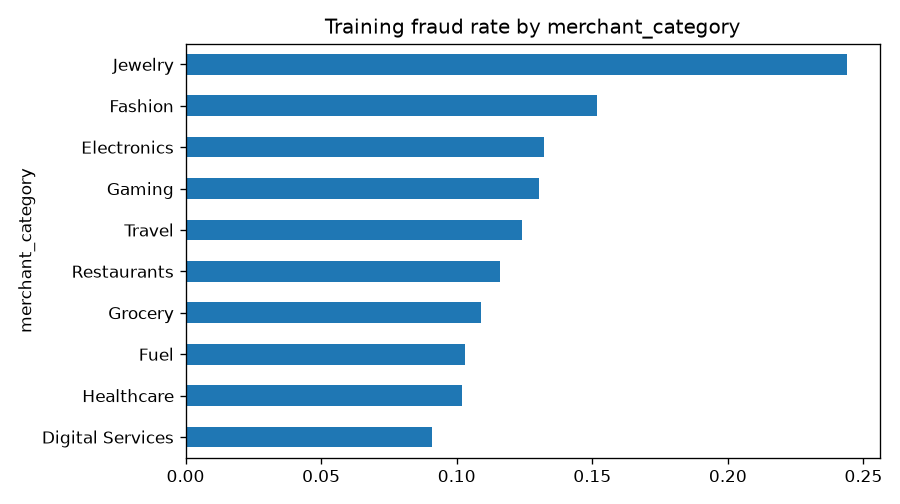 Training fraud rate by merchant_category
merchant_category
Jewelry
Fashion
Electronics
Gaming
Travel
Restaurants
Grocery
Fuel
Healthcare
Digital Services
0.00 0.05 0.10 0.15 0.20 0.25